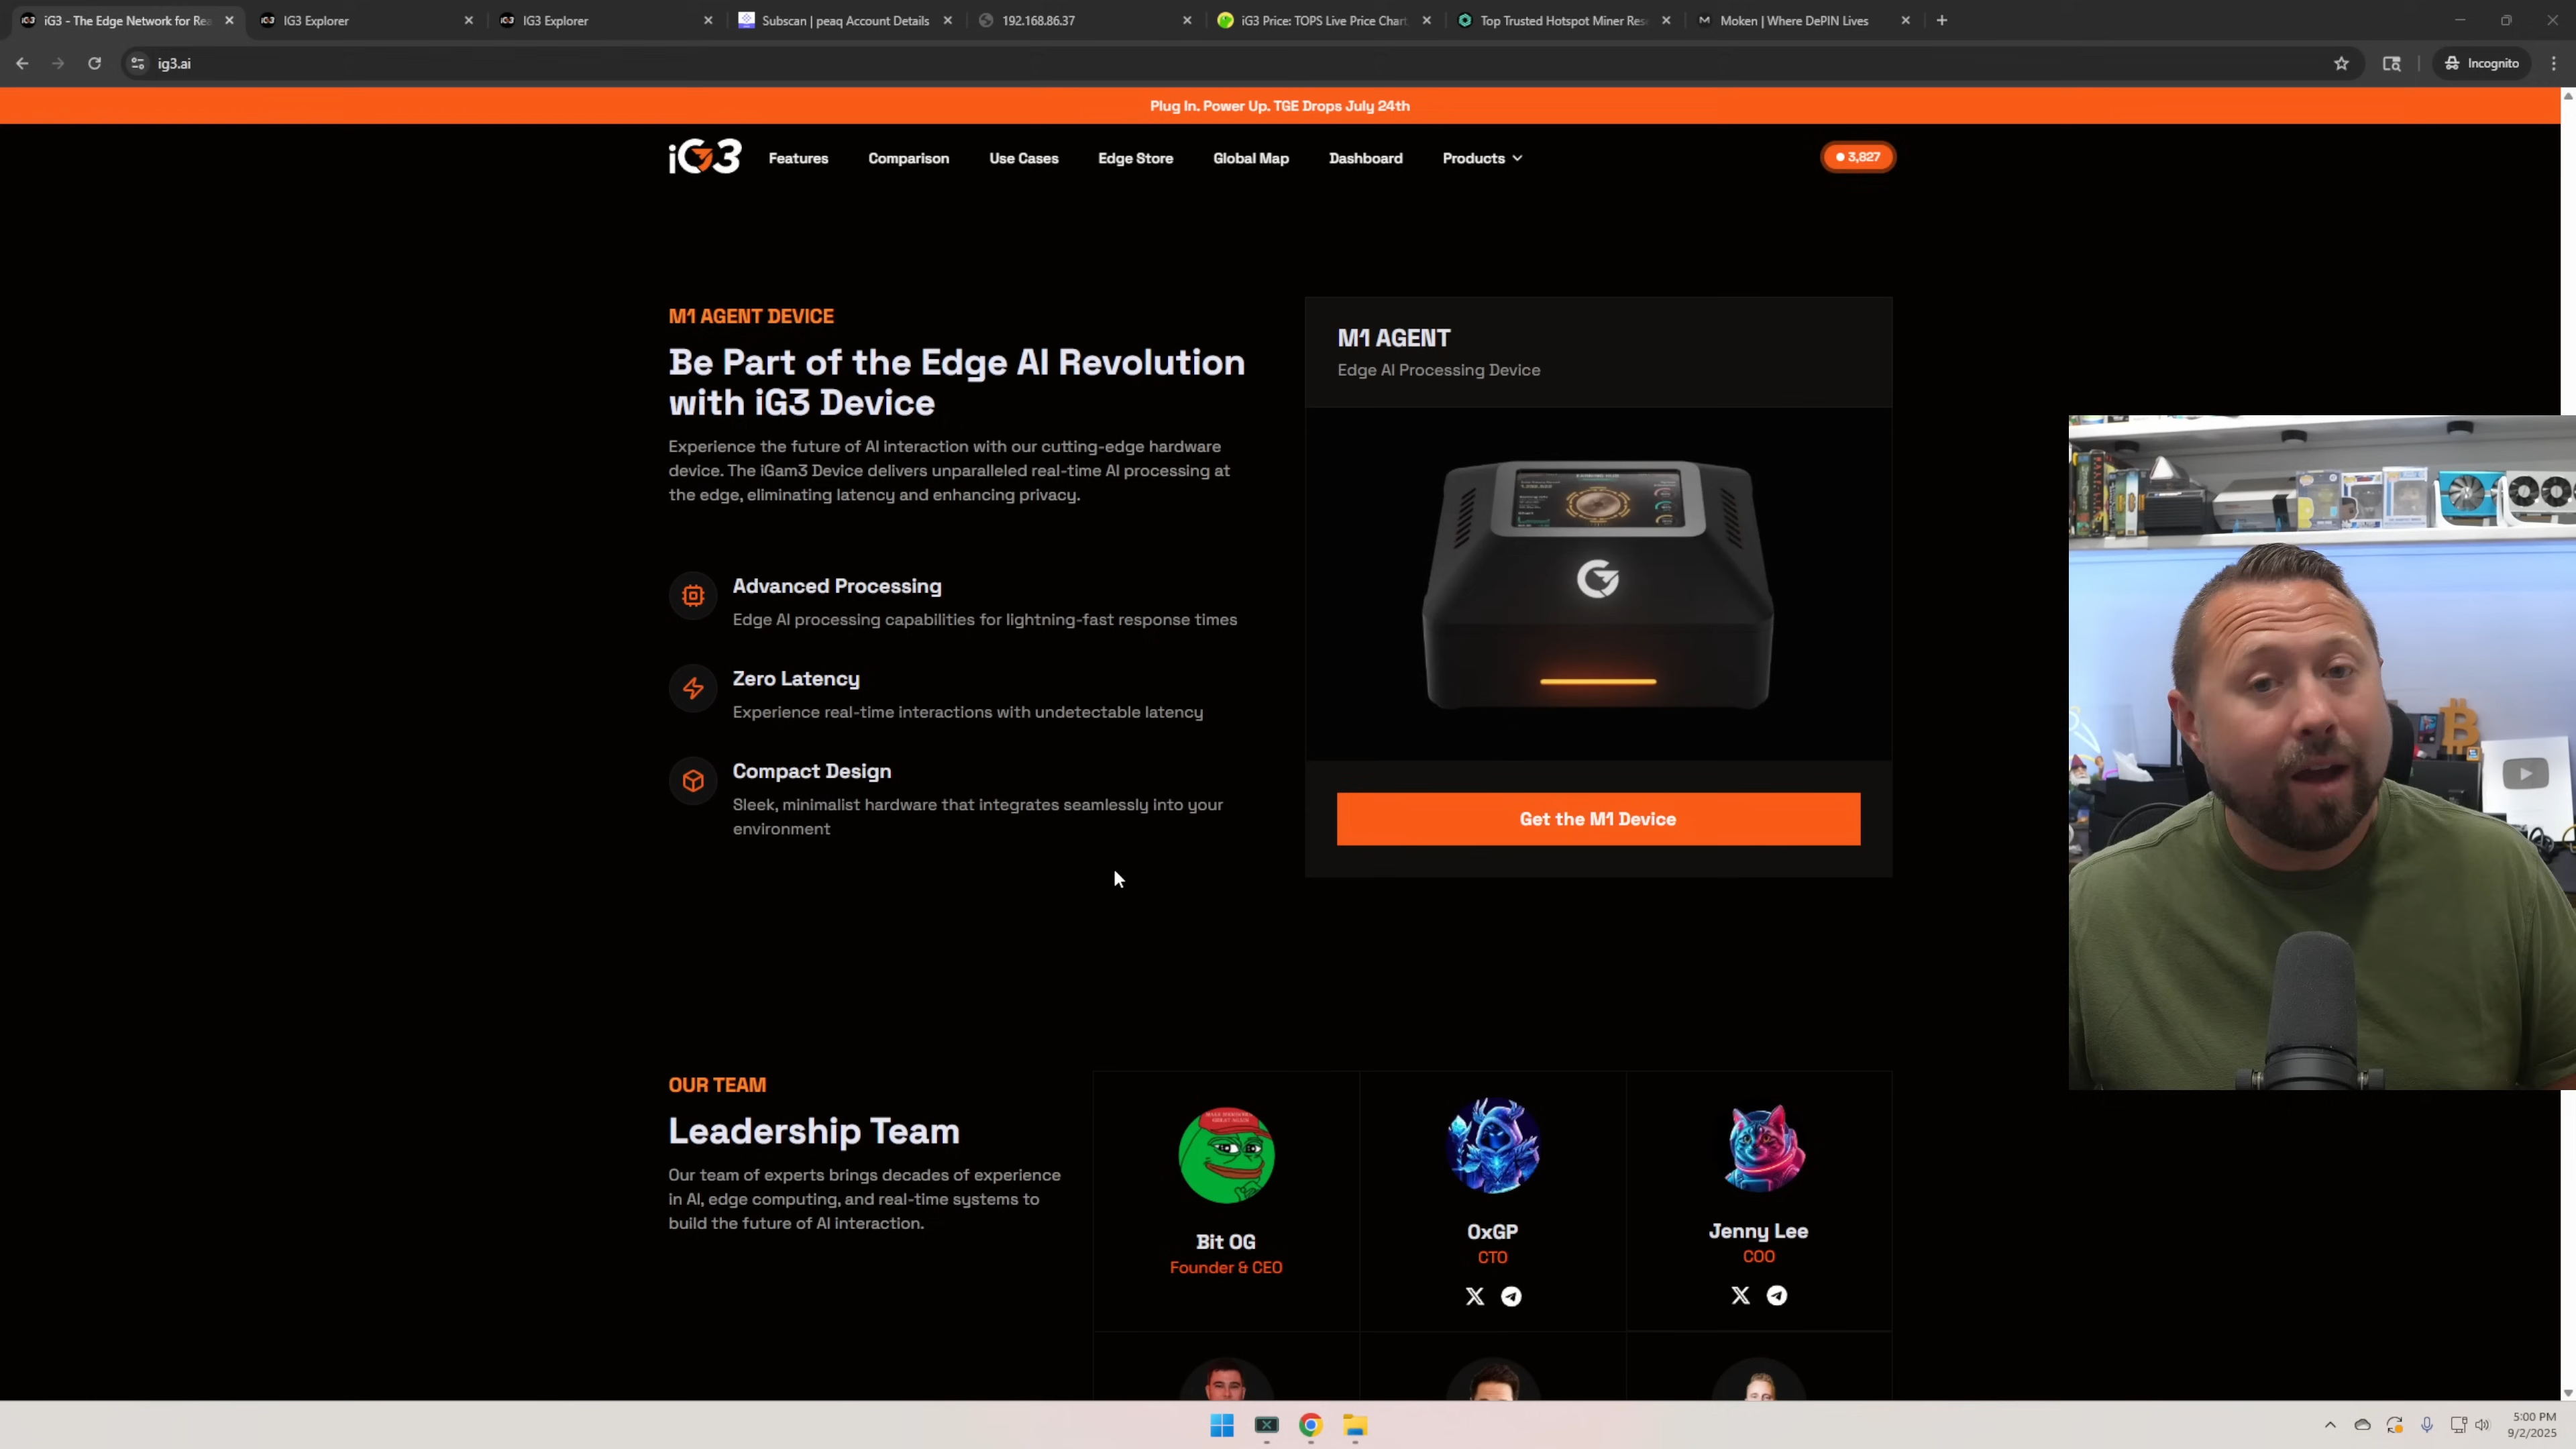 iG3 - The Edge Network for Rea
IG3 Explorer
IG3 Explorer
Subscan | peaq Account Details
192.168.86.37
iG3 Price: TOPS Live Price Chart
Top Trusted Hotspot Miner Res
Moken | Where DePIN Lives
ig3.ai
Incognito
Plug In. Power Up. TGE Drops July 24th
iG3
Features
Comparison
Use Cases
Edge Store
Global Map
Dashboard
Products
3,827
M1 AGENT DEVICE
Be Part of the Edge AI Revolution
with iG3 Device
Experience the future of AI interaction with our cutting-edge hardware
device. The iGam3 Device delivers unparalleled real-time AI processing at
the edge, eliminating latency and enhancing privacy.
Advanced Processing
Edge AI processing capabilities for lightning-fast response times
Zero Latency
Experience real-time interactions with undetectable latency
Compact Design
Sleek, minimalist hardware that integrates seamlessly into your
environment
M1 AGENT
Edge AI Processing Device
Get the M1 Device
OUR TEAM
Leadership Team
Our team of experts brings decades of experience
in AI, edge computing, and real-time systems to
build the future of AI interaction.
Bit OG
Founder & CEO
0xGP
CTO
Jenny Lee
COO
5:00 PM
9/2/2025